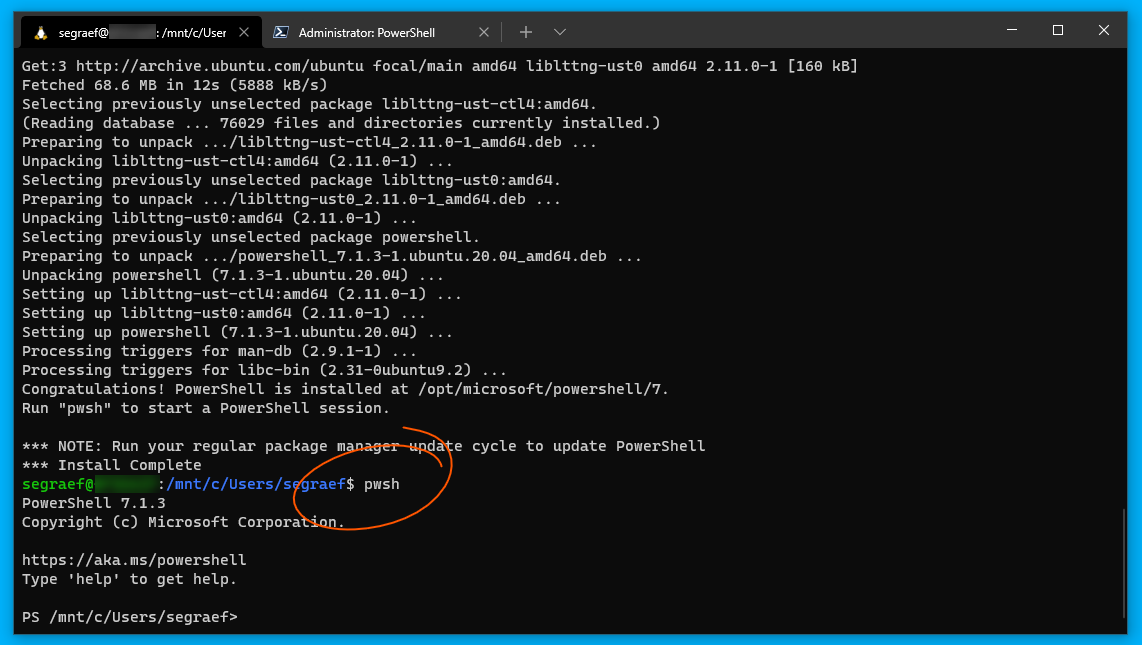 segraef@ : /mnt/c/User
Administrator: PowerShell
Get:3 http://archive.ubuntu.com/ubuntu focal/main amd64 liblttng-ust0 amd64 2.11.0-1 [160 kB]
Fetched 68.6 MB in 12s (5888 kB/s)
Selecting previously unselected package liblttng-ust-ctl4:amd64.
(Reading database ... 76029 files and directories currently installed.)
Preparing to unpack .../liblttng-ust-ctl4_2.11.0-1_amd64.deb ...
Unpacking liblttng-ust-ctl4:amd64 (2.11.0-1) ...
Selecting previously unselected package liblttng-ust0:amd64.
Preparing to unpack .../liblttng-ust0_2.11.0-1_amd64.deb ...
Unpacking liblttng-ust0:amd64 (2.11.0-1) ...
Selecting previously unselected package powershell.
Preparing to unpack .../powershell_7.1.3-1.ubuntu.20.04_amd64.deb ...
Unpacking powershell (7.1.3-1.ubuntu.20.04) ...
Setting up liblttng-ust-ctl4:amd64 (2.11.0-1) ...
Setting up liblttng-ust0:amd64 (2.11.0-1) ...
Setting up powershell (7.1.3-1.ubuntu.20.04) ...
Processing triggers for man-db (2.9.1-1) ...
Processing triggers for libc-bin (2.31-0ubuntu9.2) ...
Congratulations! PowerShell is installed at /opt/microsoft/powershell/7.
Run "pwsh" to start a PowerShell session.
*** NOTE: Run your regular package manager update cycle to update PowerShell
*** Install Complete
segraef@ :/mnt/c/Users/segraef$ pwsh
PowerShell 7.1.3
Copyright (c) Microsoft Corporation.
https://aka.ms/powershell
Type 'help' to get help.
PS /mnt/c/Users/segraef>